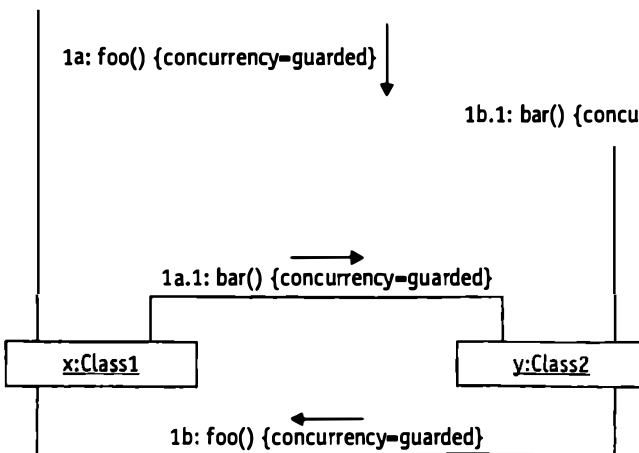 1a: foo() {concurrency=guarded}
1b.1: bar() {concu
1a.1: bar() {concurrency=guarded}
x:Class1
y:Class2
1b: foo() {concurrency=guarded}